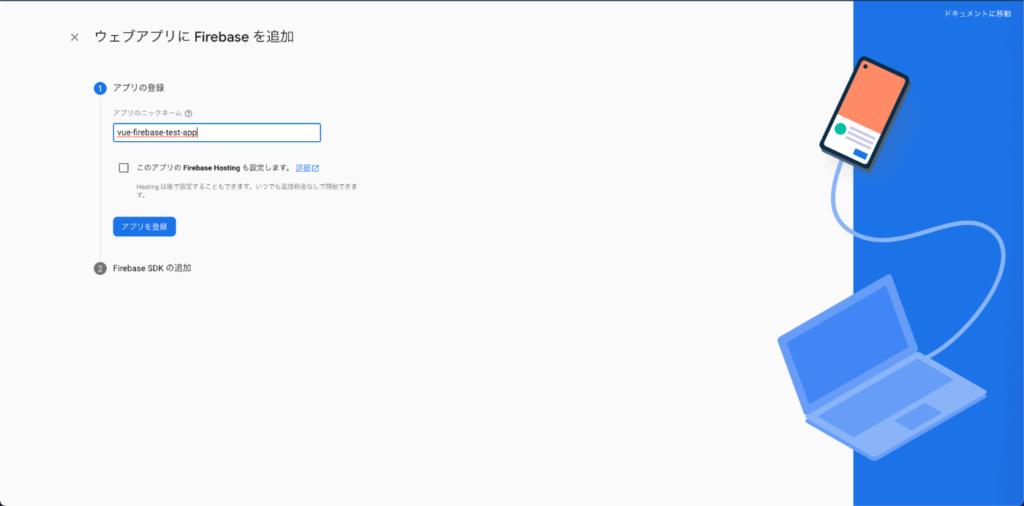 ドキュメントに移動
× ウェブアプリに Firebase を追加
1 アプリの登録
アプリのニックネーム ?
vue-firebase-test-app
このアプリの Firebase Hosting も設定します。 詳細
Hosting は後で設定することもできます。いつでも追加料金なしで開始できま
す。
アプリを登録
2 Firebase SDK の追加